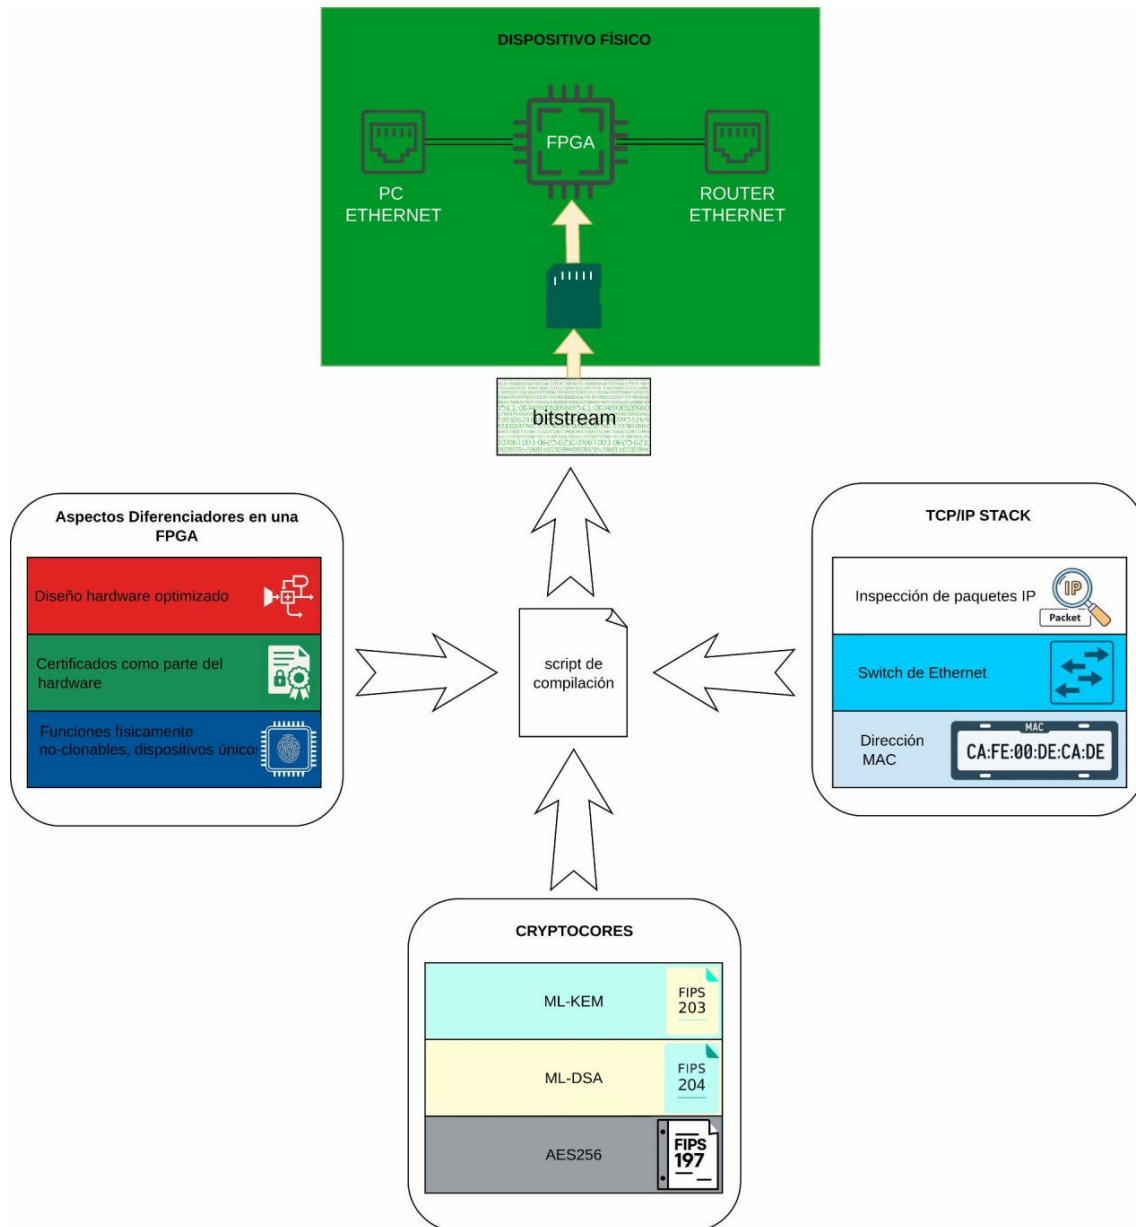 DISPOSITIVO FÍSICO
FPGA
PC
ETHERNET
ROUTER
ETHERNET
bitstream
Aspectos Diferenciadores en una
FPGA
Diseño hardware optimizado
Certificados como parte del
hardware
Funciones físicamente
no-clonables, dispositivos único
script de
compilación
TCP/IP STACK
Inspección de paquetes IP
IP
Packet
Switch de Ethernet
Dirección
MAC
MAC
CA:FE:00:DE:CA:DE
CRYPTOCORES
ML-KEM
FIPS
203
ML-DSA
FIPS
204
AES256
FIPS
197